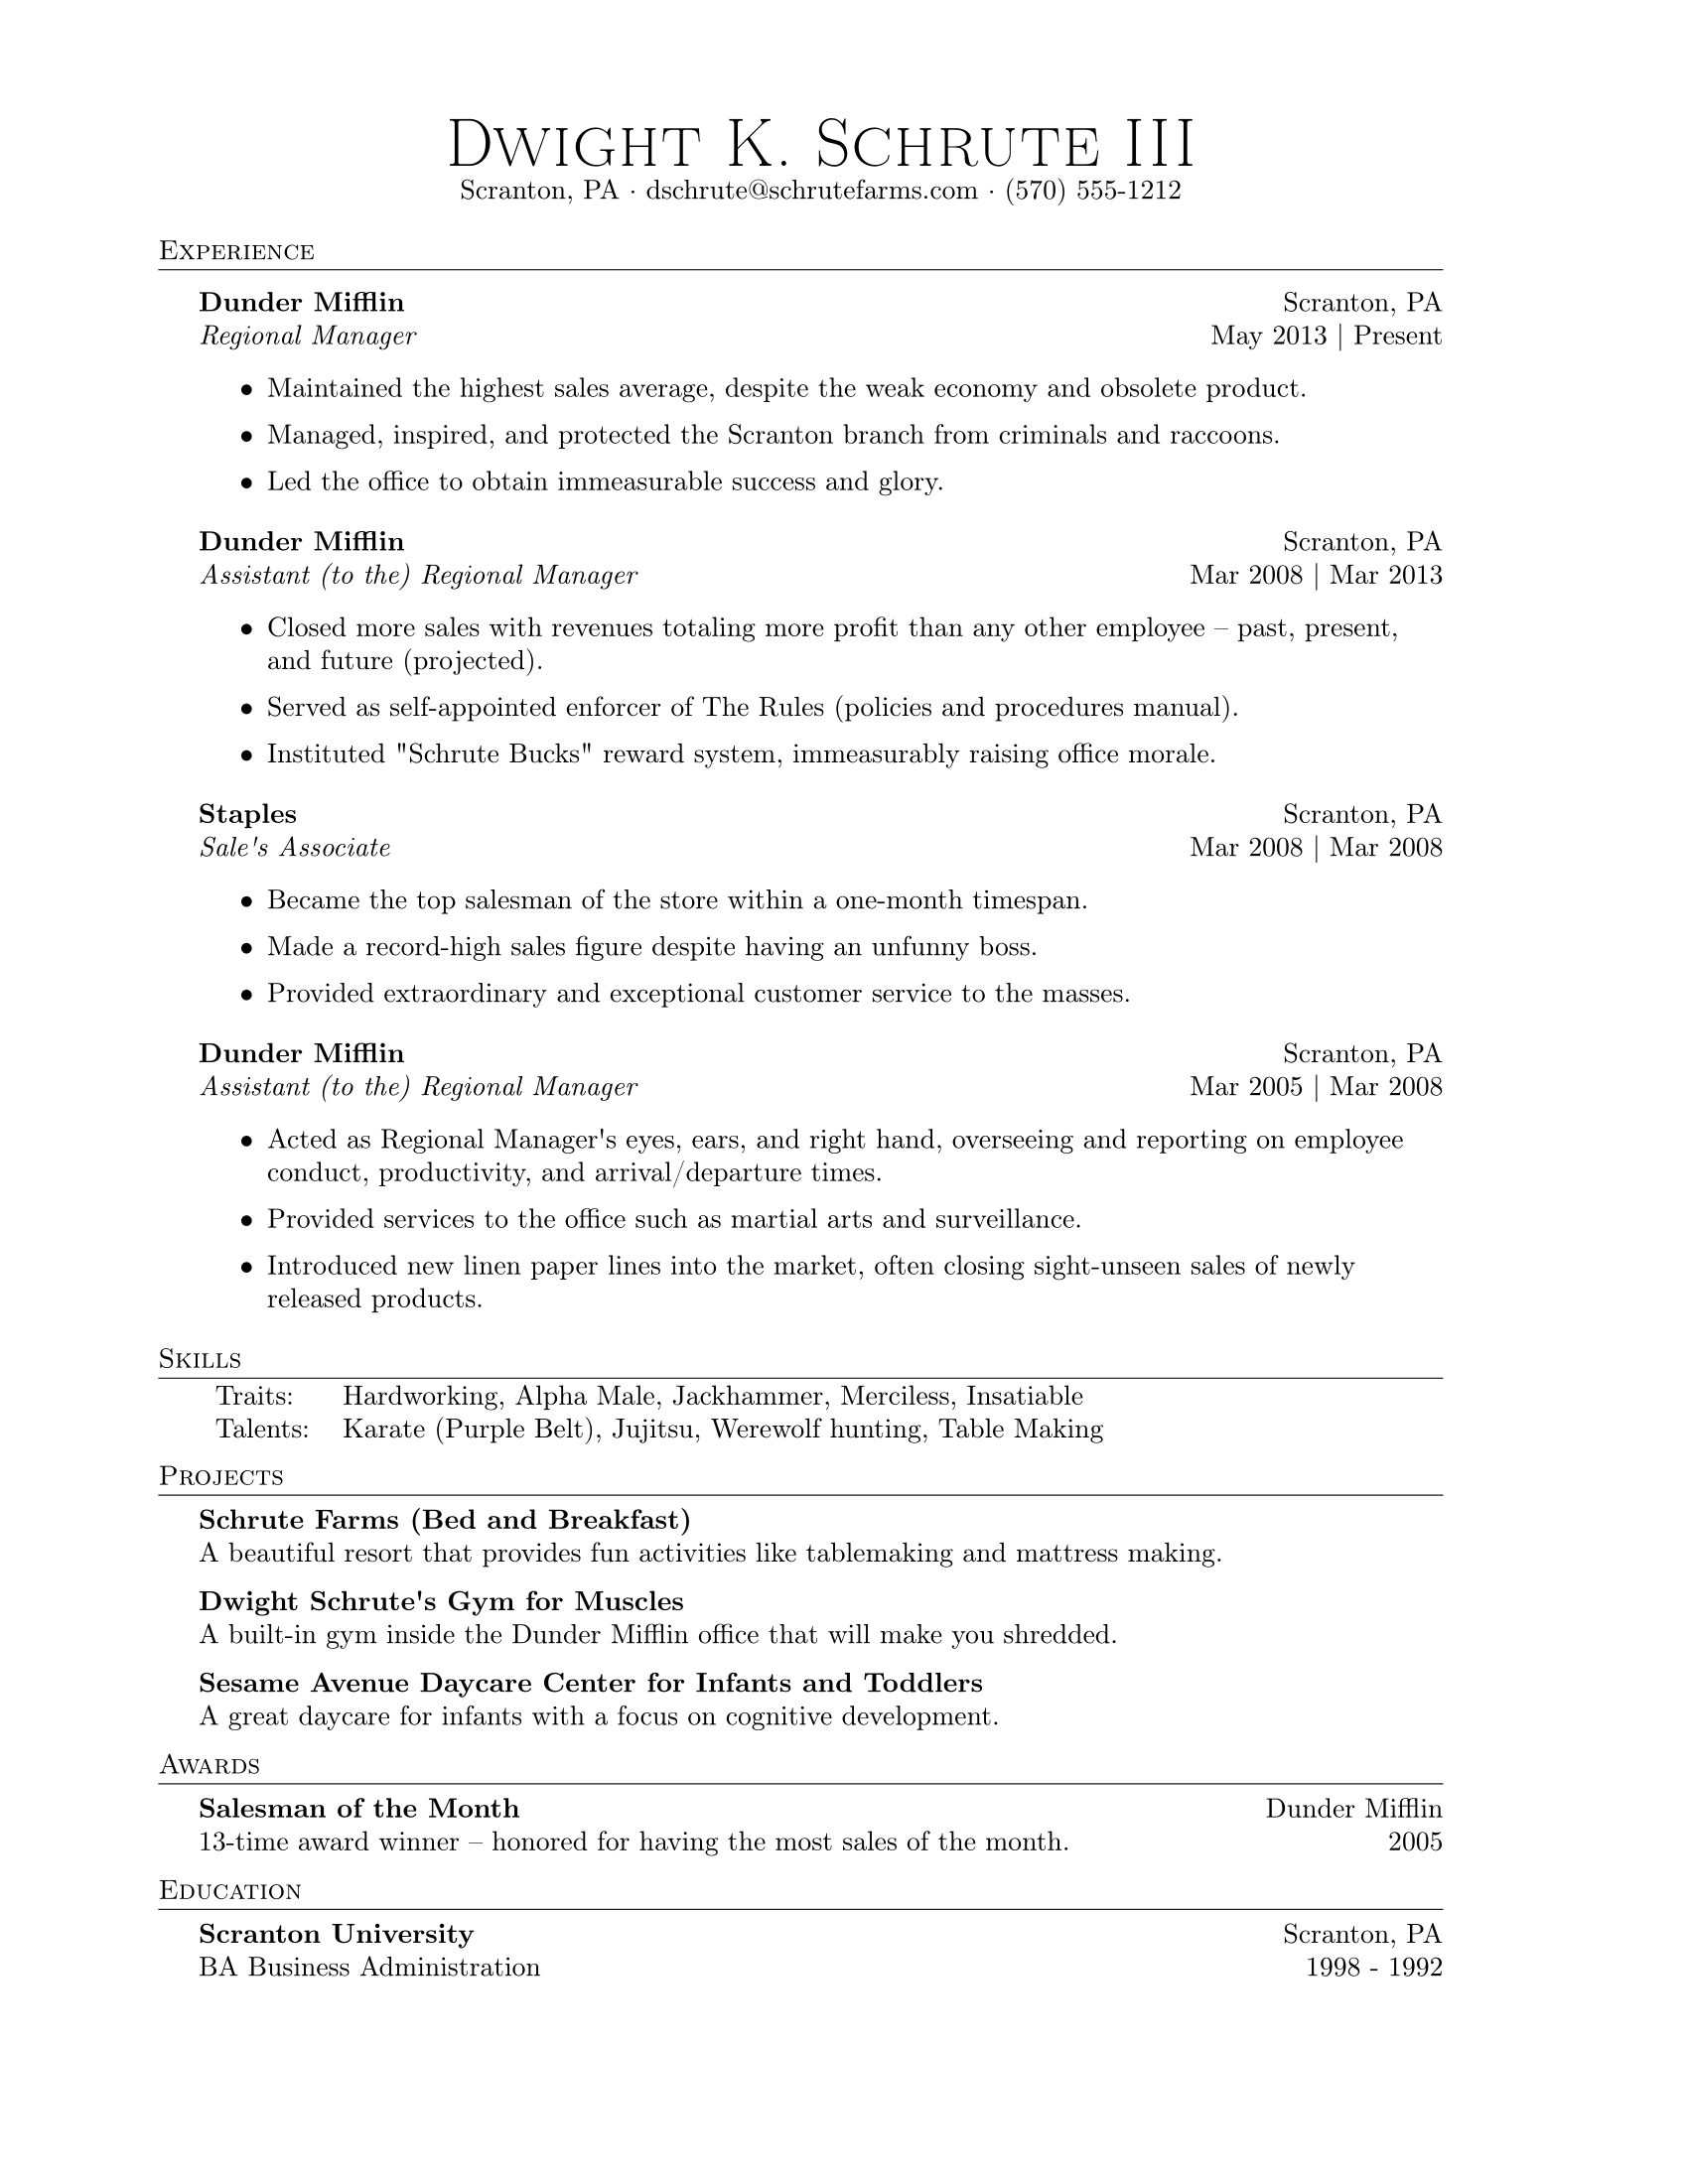 Dwight K. Schrute III
Scranton, PA · dschrute@schrutefarms.com · (570) 555-1212
Experience
Dunder Mifflin Scranton, PA
Regional Manager May 2013 | Present
• Maintained the highest sales average, despite the weak economy and obsolete product.
• Managed, inspired, and protected the Scranton branch from criminals and raccoons.
• Led the office to obtain immeasurable success and glory.
Dunder Mifflin Scranton, PA
Assistant (to the) Regional Manager Mar 2008 | Mar 2013
• Closed more sales with revenues totaling more profit than any other employee – past, present,
and future (projected).
• Served as self-appointed enforcer of The Rules (policies and procedures manual).
• Instituted "Schrute Bucks" reward system, immeasurably raising office morale.
Staples Scranton, PA
Sale's Associate Mar 2008 | Mar 2008
• Became the top salesman of the store within a one-month timespan.
• Made a record-high sales figure despite having an unfunny boss.
• Provided extraordinary and exceptional customer service to the masses.
Dunder Mifflin Scranton, PA
Assistant (to the) Regional Manager Mar 2005 | Mar 2008
• Acted as Regional Manager's eyes, ears, and right hand, overseeing and reporting on employee
conduct, productivity, and arrival/departure times.
• Provided services to the office such as martial arts and surveillance.
• Introduced new linen paper lines into the market, often closing sight-unseen sales of newly
released products.
Skills
Traits: Hardworking, Alpha Male, Jackhammer, Merciless, Insatiable
Talents: Karate (Purple Belt), Jujitsu, Werewolf hunting, Table Making
Projects
Schrute Farms (Bed and Breakfast)
A beautiful resort that provides fun activities like tablemaking and mattress making.
Dwight Schrute's Gym for Muscles
A built-in gym inside the Dunder Mifflin office that will make you shredded.
Sesame Avenue Daycare Center for Infants and Toddlers
A great daycare for infants with a focus on cognitive development.
Awards
Salesman of the Month Dunder Mifflin
13-time award winner – honored for having the most sales of the month. 2005
Education
Scranton University Scranton, PA
BA Business Administration 1998 - 1992